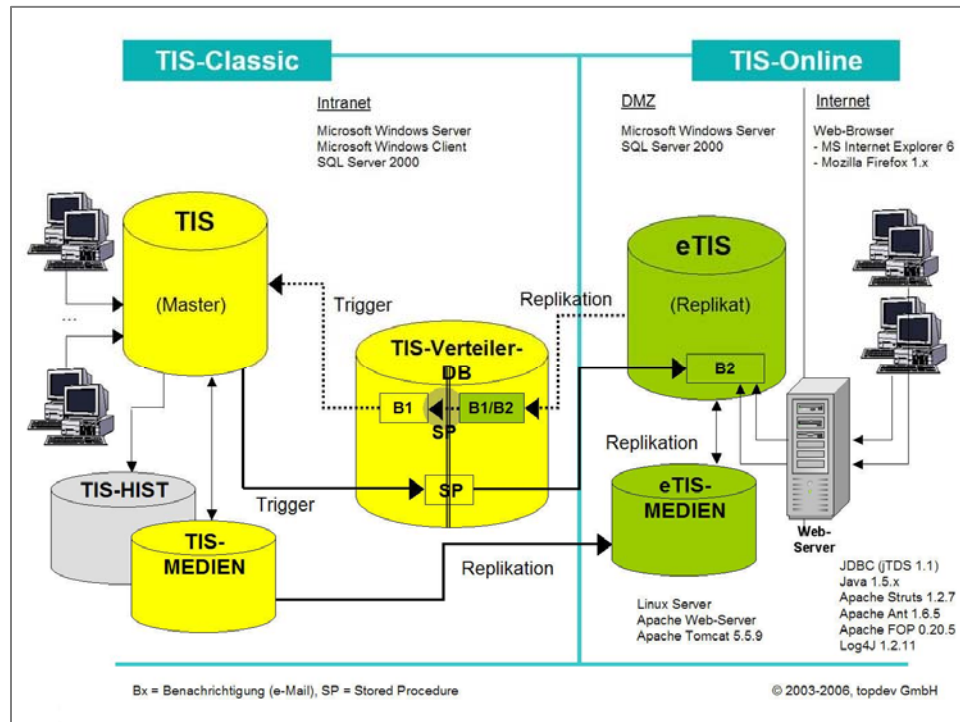 TIS-Classic
TIS-Online
Intranet
Microsoft Windows Server
Microsoft Windows Client
SQL Server 2000
DMZ
Microsoft Windows Server
SQL Server 2000
Internet
Web-Browser
- MS Internet Explorer 6
- Mozilla Firefox 1.x
TIS
(Master)
...
Trigger
Replikation
eTIS
(Replikat)
B2
TIS-Verteiler-
DB
B1
B1/B2
SP
SP
Trigger
Replikation
TIS-HIST
TIS-
MEDIEN
Replikation
eTIS-
MEDIEN
Web-
Server
Linux Server
Apache Web-Server
Apache Tomcat 5.5.9
JDBC (jTDS 1.1)
Java 1.5.x
Apache Struts 1.2.7
Apache Ant 1.6.5
Apache FOP 0.20.5
Log4J 1.2.11
Bx = Benachrichtigung (e-Mail), SP = Stored Procedure
© 2003-2006, topdev GmbH